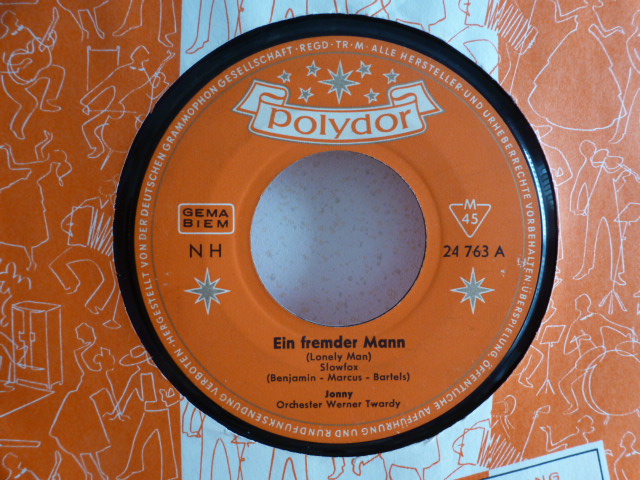 HERGESTELLT VON DER DEUTSCHEN GRAMMOPHON GESELLSCHAFT · REGD · TR · M · ALLE HERSTELLER- UND URHEBERRECHTE VORBEHALTEN
ÜBERSPIELUNG, ÖFFENTLICHE AUFFÜHRUNG UND RUNDFUNKSENDUNG VERBOTEN
polydor
GEMA
BIEM
M
45
NH
24 763 A
Ein fremder Mann
(Lonely Man)
Slowfox
(Benjamin - Marcus - Bartels)
Jonny
Orchester Werner Twardy